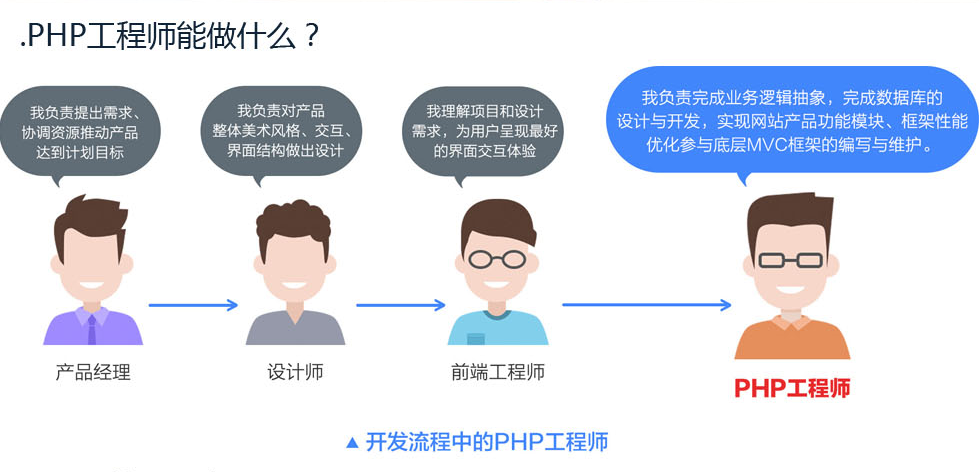 .PHP工程师能做什么？
我负责提出需求、
协调资源推动产品
达到计划目标
我负责对产品
整体美术风格、交互、
界面结构做出设计
我理解项目和设计
需求，为用户呈现最好
的界面交互体验
我负责完成业务逻辑抽象，完成数据库的
设计与开发，实现网站产品功能模块、框架性能
优化参与底层MVC框架的编写与维护。
产品经理
设计师
前端工程师
PHP工程师
▲ 开发流程中的PHP工程师